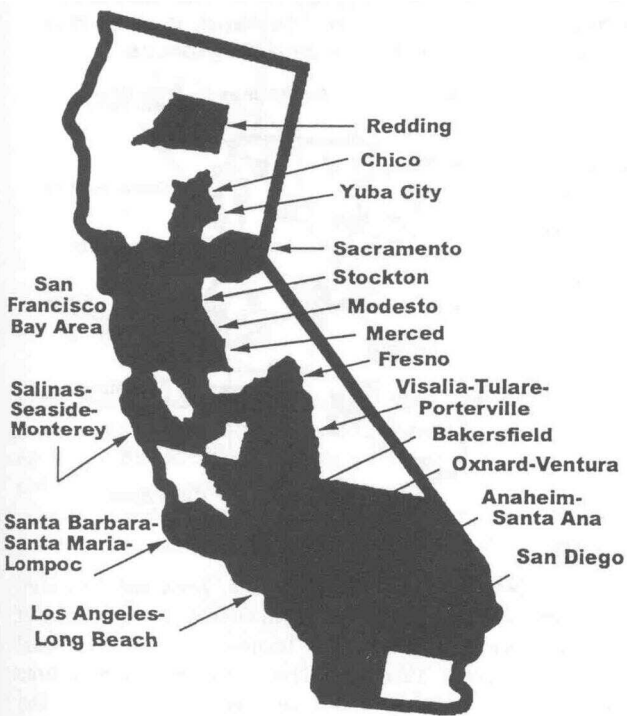 Redding
Chico
Yuba City
Sacramento
San
Francisco
Bay Area
Stockton
Modesto
Merced
Fresno
Salinas-
Seaside-
Monterey
Visalia-Tulare-
Porterville
Bakersfield
Oxnard-Ventura
Anaheim-
Santa Ana
Santa Barbara-
Santa Maria-
Lompoc
San Diego
Los Angeles-
Long Beach